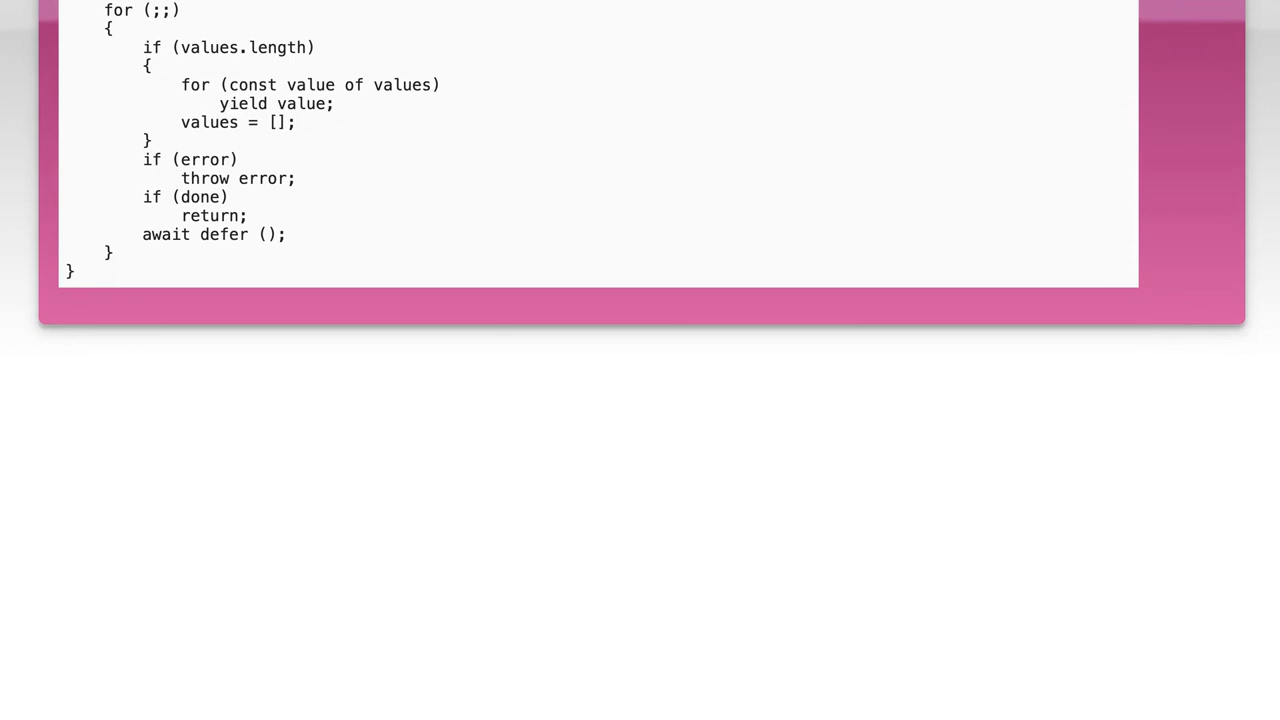 for (;;)
{
if (values.length)
{
for (const value of values)
yield value;
values = [];
}
if (error)
throw error;
if (done)
return;
await defer ();
}
}